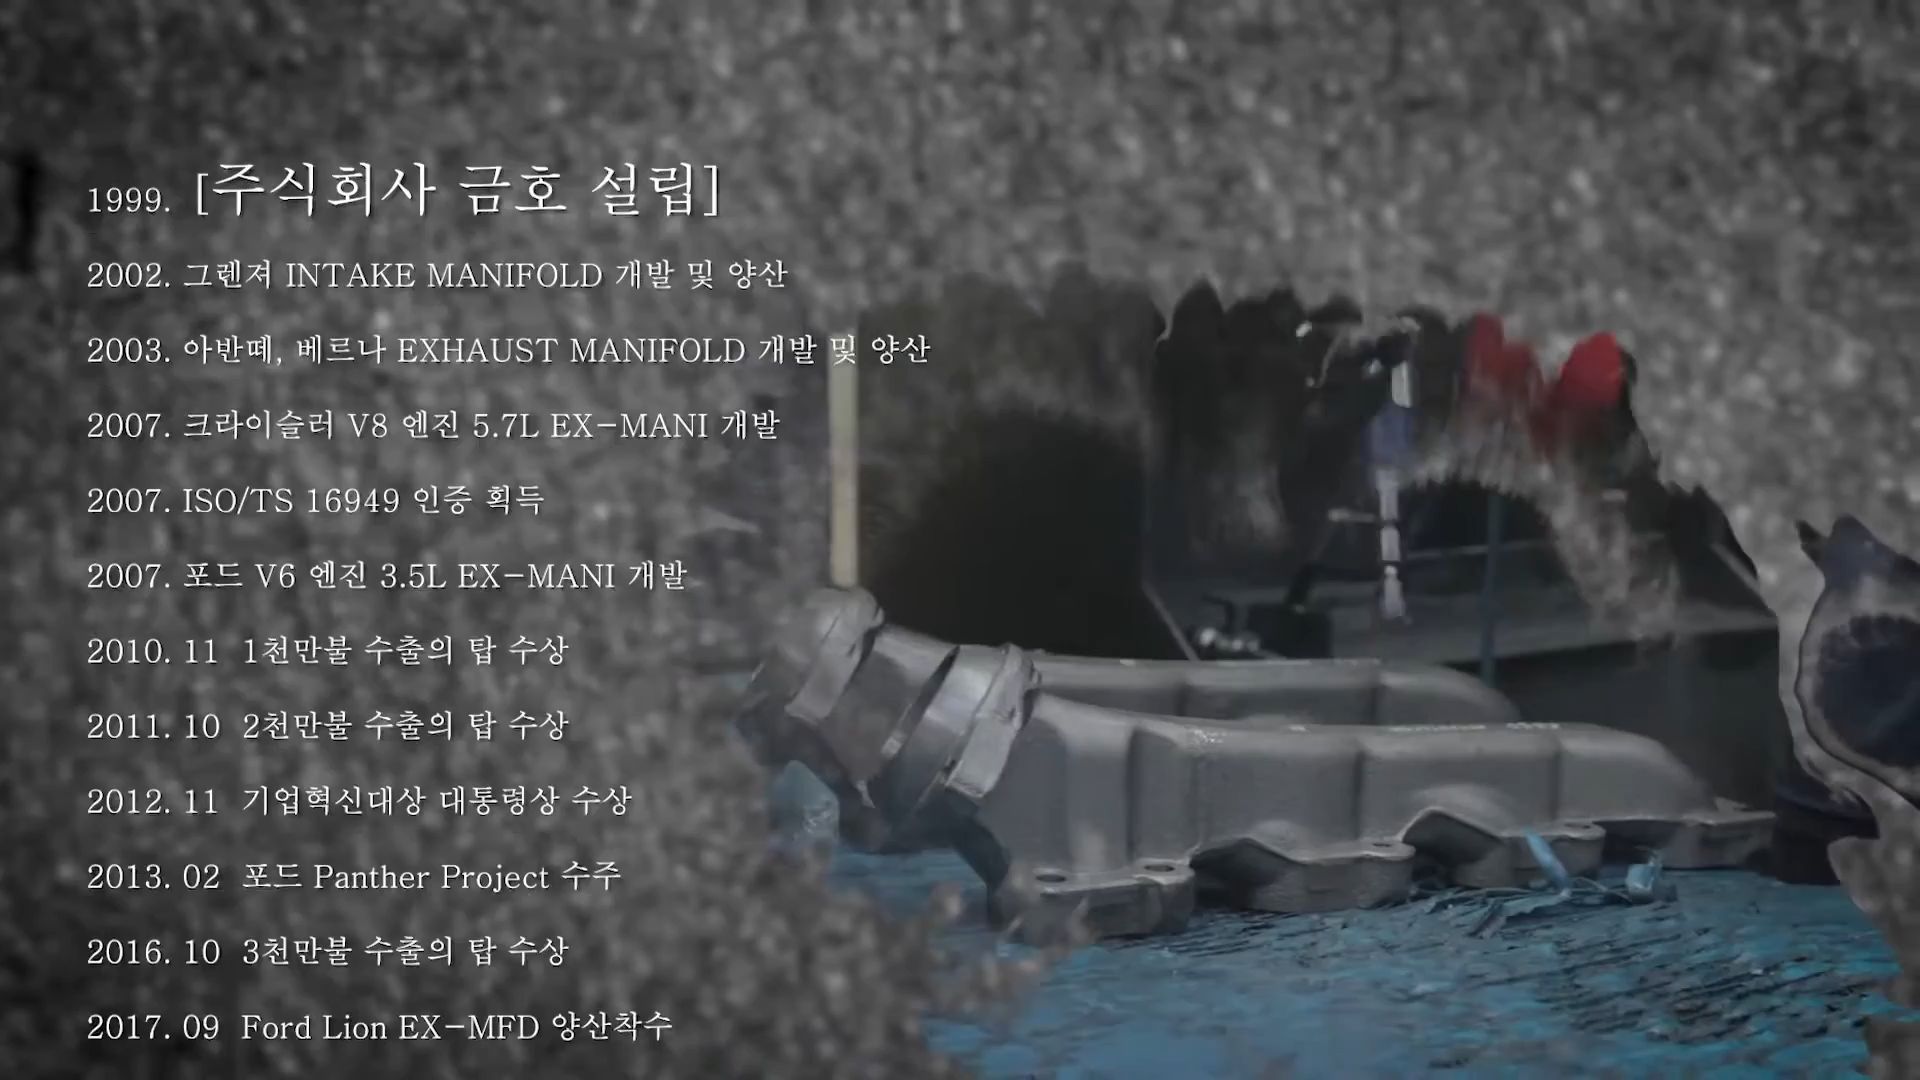 1999. [주식회사 금호 설립]
2002. 그렌져 INTAKE MANIFOLD 개발 및 양산
2003. 아반떼, 베르나 EXHAUST MANIFOLD 개발 및 양산
2007. 크라이슬러 V8 엔진 5.7L EX-MANI 개발
2007. ISO/TS 16949 인증 획득
2007. 포드 V6 엔진 3.5L EX-MANI 개발
2010. 11 1천만불 수출의 탑 수상
2011. 10 2천만불 수출의 탑 수상
2012. 11 기업혁신대상 대통령상 수상
2013. 02 포드 Panther Project 수주
2016. 10 3천만불 수출의 탑 수상
2017. 09 Ford Lion EX-MFD 양산착수